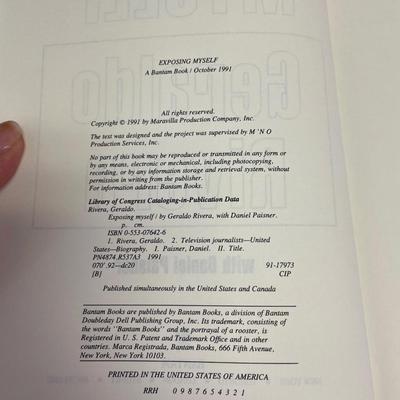 EXPOSING MYSELF
A Bantam Book / October 1991
All rights reserved.
Copyright © 1991 by Maravilla Production Company, Inc.
The text was designed and the project was supervised by M 'N O
Production Services, Inc.
No part of this book may be reproduced or transmitted in any form or
by any means, electronic or mechanical, including photocopying,
recording, or by any information storage and retrieval system, without
permission in writing from the publisher.
For information address: Bantam Books.
Library of Congress Cataloging-in-Publication Data
Rivera, Geraldo.
Exposing myself / by Geraldo Rivera, with Daniel Paisner.
p. cm.
ISBN 0-553-07642-6
1. Rivera, Geraldo. 2. Television journalists—United
States—Biography. I. Paisner, Daniel. II. Title.
PN4874.R537A3 1991
070'.92—dc20 91-17973
[B] CIP
Published simultaneously in the United States and Canada
Bantam Books are published by Bantam Books, a division of Bantam
Doubleday Dell Publishing Group, Inc. Its trademark, consisting of
the words "Bantam Books" and the portrayal of a rooster, is
Registered in U. S. Patent and Trademark Office and in other
countries. Marca Registrada, Bantam Books, 666 Fifth Avenue,
New York, New York 10103.
PRINTED IN THE UNITED STATES OF AMERICA
RRH 0 9 8 7 6 5 4 3 2 1